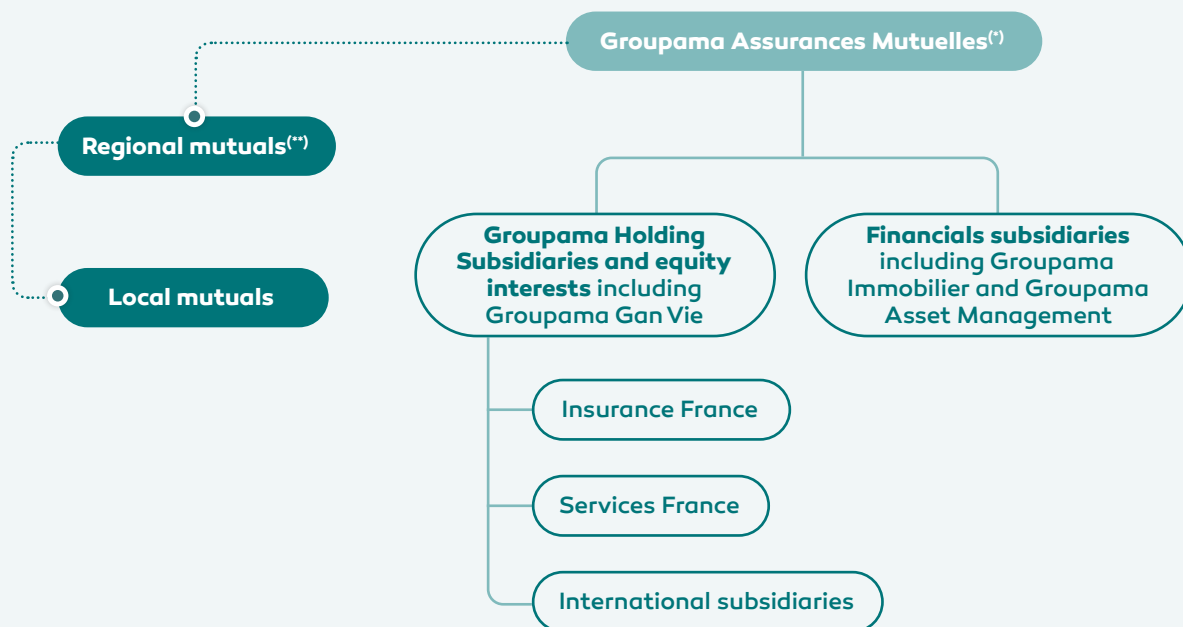 Groupama Assurances Mutuelles(*)
Regional mutuals(**)
Local mutuals
Groupama Holding
Subsidiaries and equity
interests including
Groupama Gan Vie
Financials subsidiaries
including Groupama
Immobilier and Groupama
Asset Management
Insurance France
Services France
International subsidiaries